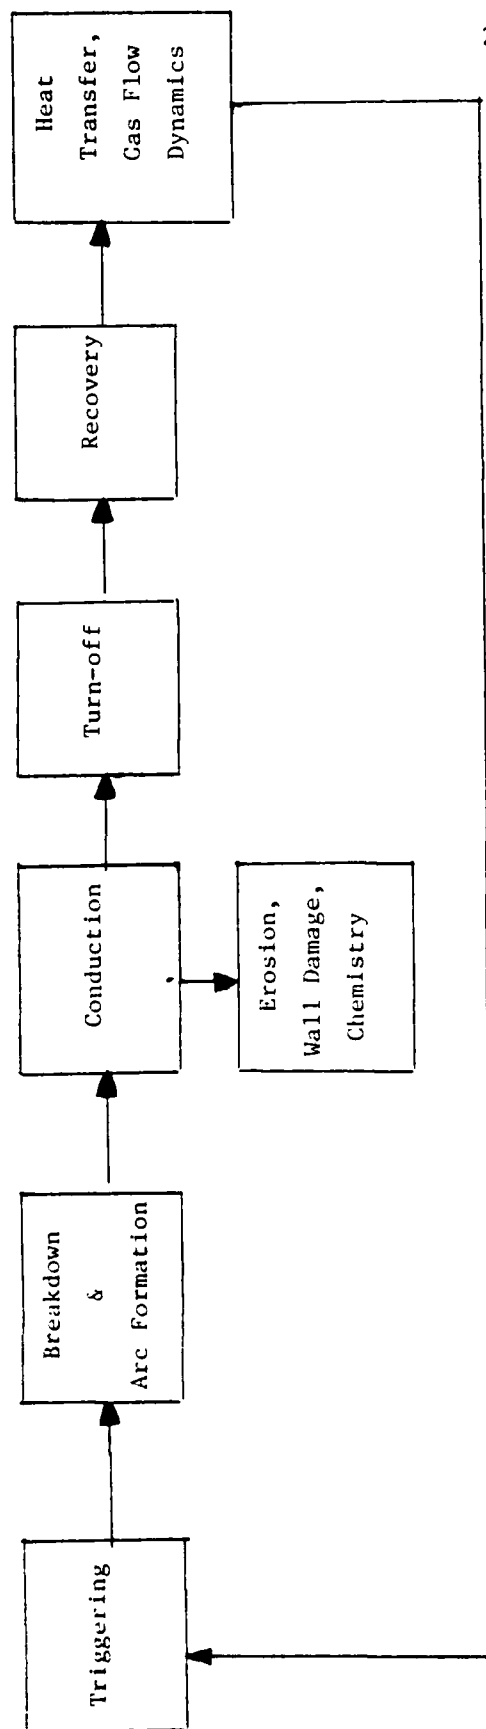 Triggering
Breakdown
&
Arc Formation
Conduction
Erosion,
Wall Damage,
Chemistry
Turn-off
Recovery
Heat
Transfer,
Gas Flow
Dynamics